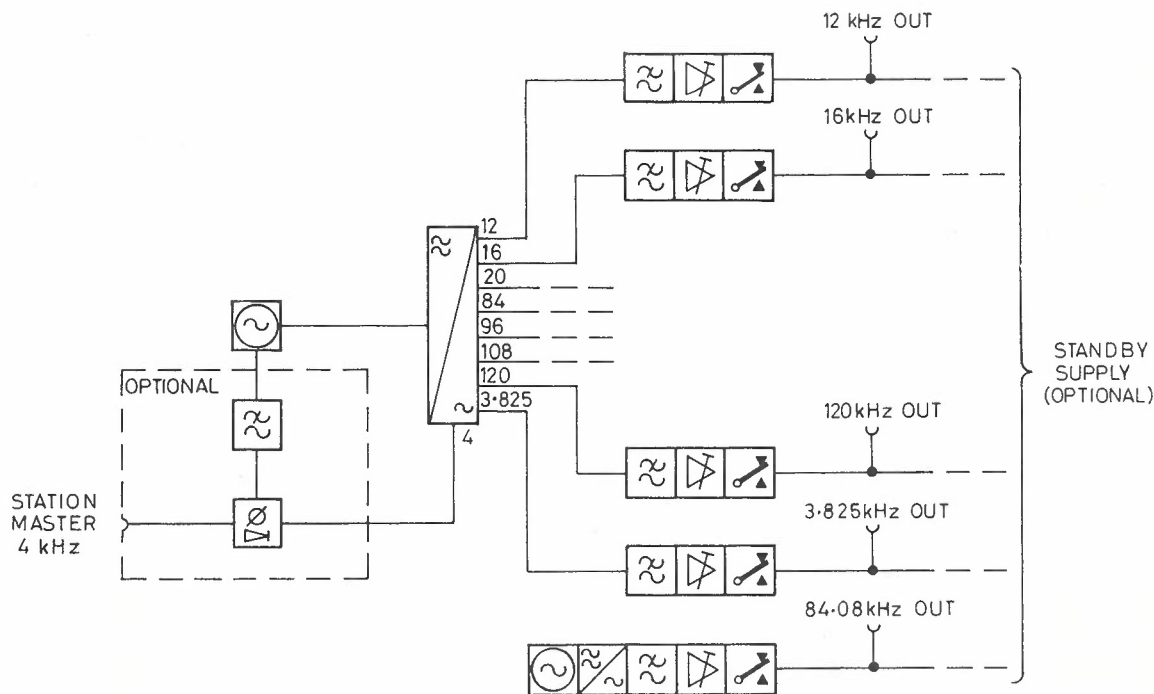 12 kHz OUT
16kHz OUT
12
16
20
84
96
108
120
3·825
4
OPTIONAL
STATION
MASTER
4 kHz
STANDBY
SUPPLY
(OPTIONAL)
120kHz OUT
3·825kHz OUT
84·08kHz OUT